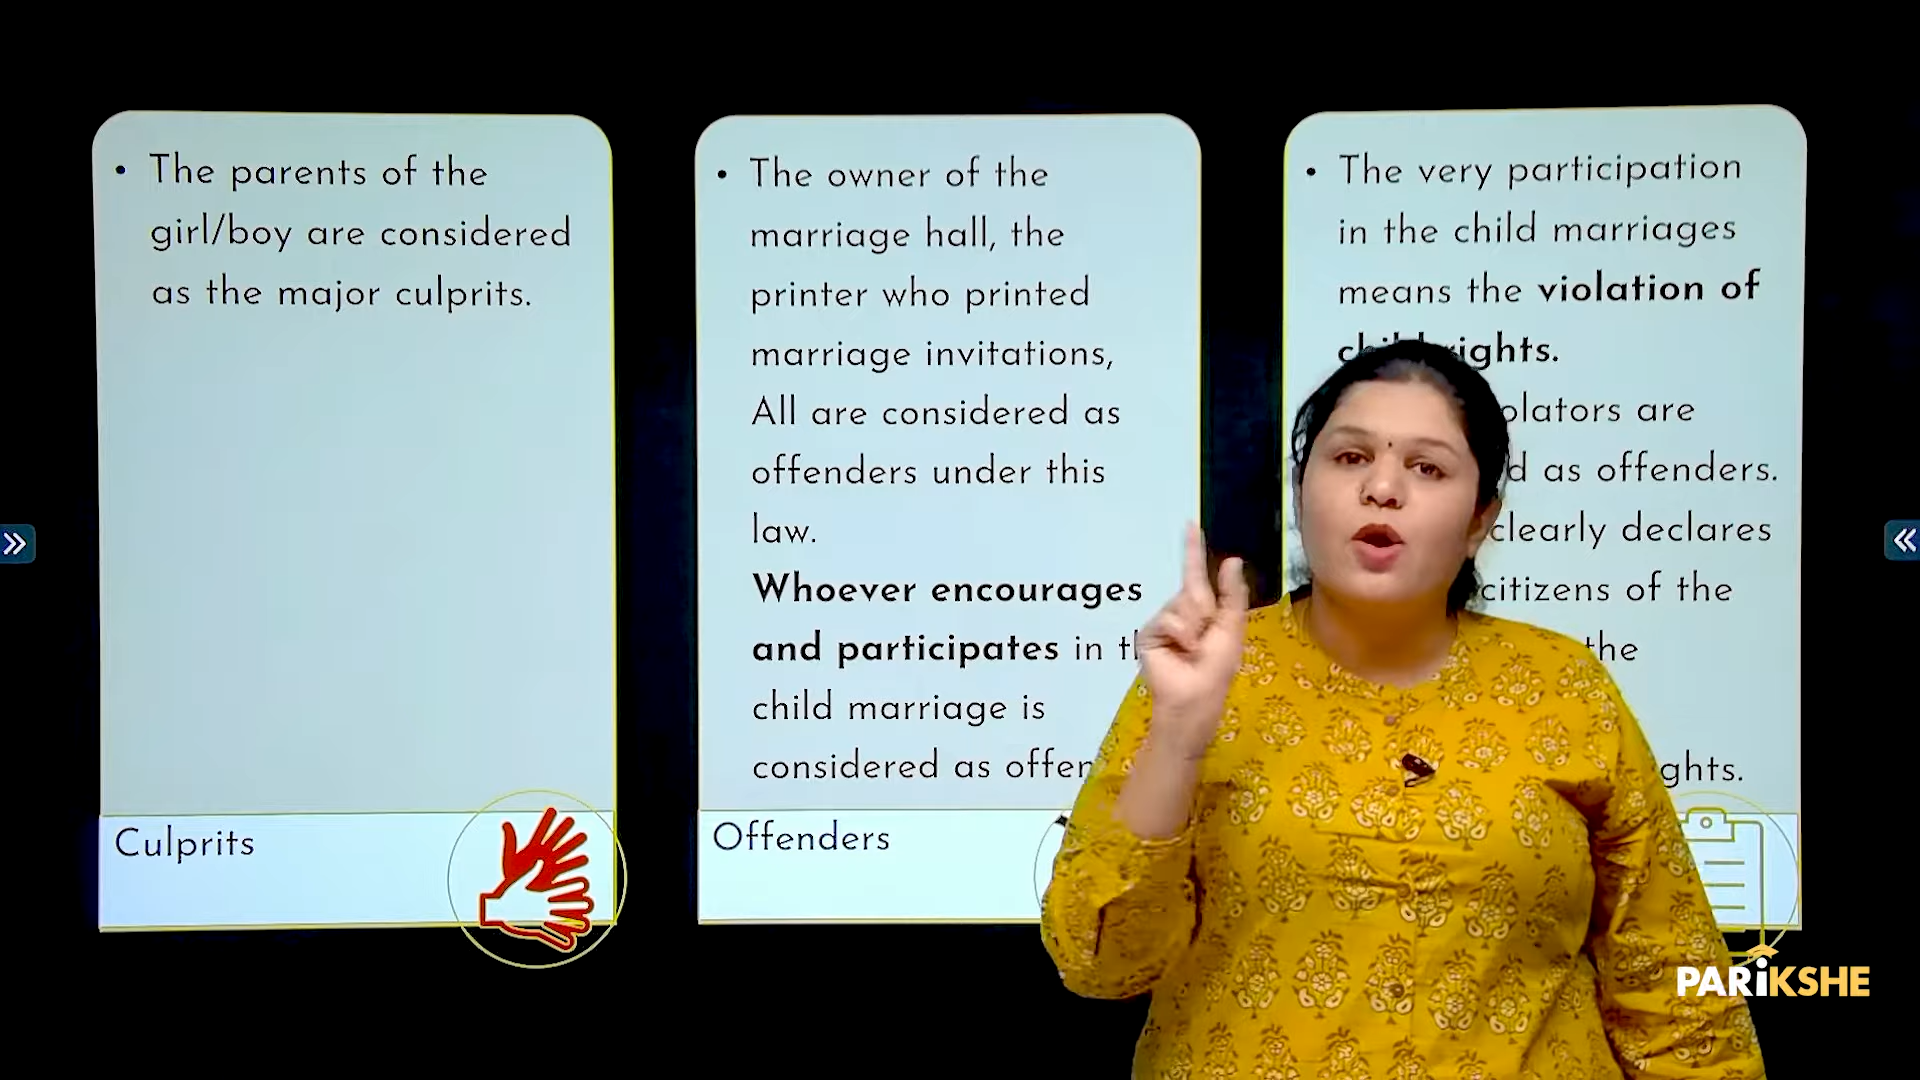 • The parents of the
girl/boy are considered
as the major culprits.
Culprits
• The owner of the
marriage hall, the
printer who printed
marriage invitations,
All are considered as
offenders under this
law.
Whoever encourages
and participates in
child marriage is
considered as
Offenders
• The very participation
in the child marriages
means the violation of
rights.
are
as offenders.
clearly declares
citizens of the
the
PARIKSHE